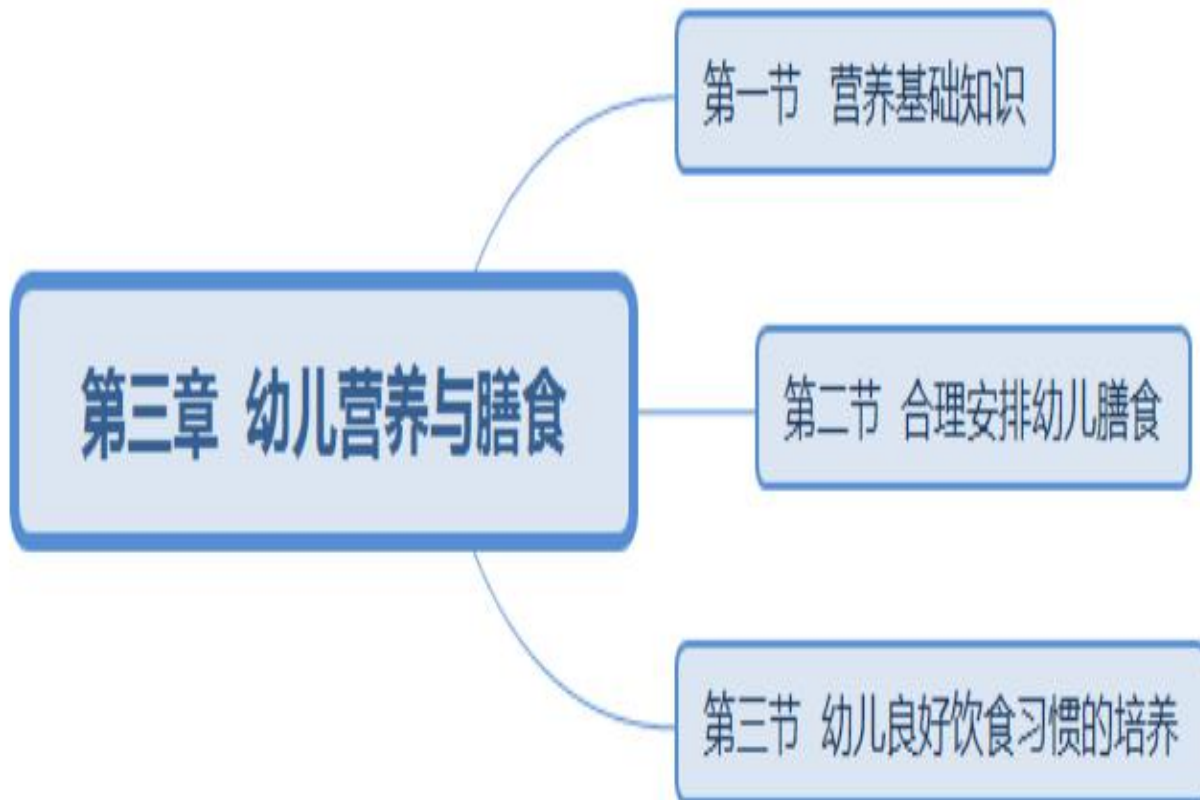 第一节 营养基础知识
第三章 幼儿营养与膳食
第二节 合理安排幼儿膳食
第三节 幼儿良好饮食习惯的培养